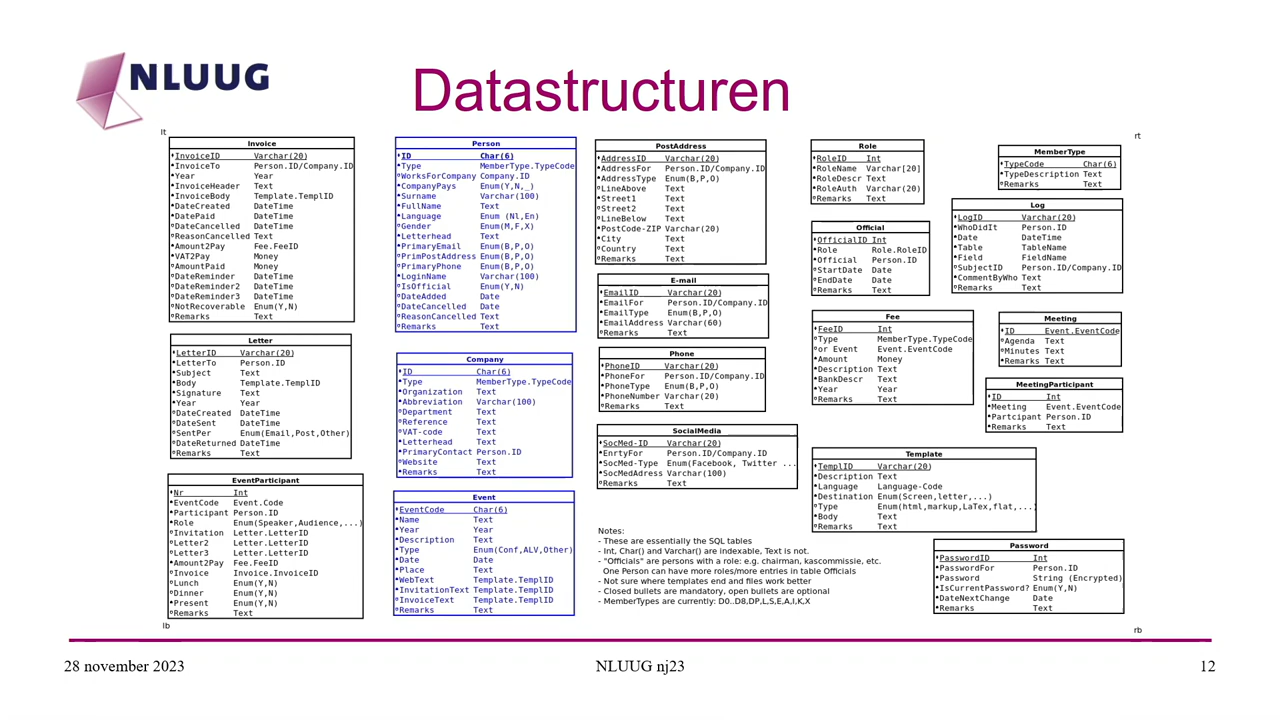 NLUUG
Datastructuren
lt
rt
Invoice
InvoiceID Varchar(20)
InvoiceTo Person.ID/Company.ID
Year Year
InvoiceHeader Text
InvoiceBody Template.TemplID
DateCreated DateTime
DatePaid DateTime
DateCancelled DateTime
ReasonCancelled Text
Amount2Pay Fee.FeeID
VAT2Pay Money
AmountPaid Money
DateReminder DateTime
DateReminder2 DateTime
DateReminder3 DateTime
NotRecoverable Enum(Y,N)
Remarks Text
Letter
LetterID Varchar(20)
LetterTo Person.ID
Subject Text
Body Template.TemplID
Signature Text
Year Year
DateCreated DateTime
DateSent DateTime
SentPer Enum(Email,Post,Other)
DateReturned DateTime
Remarks Text
EventParticipant
Nr Int
EventCode Event.Code
Participant Person.ID
Role Enum(Speaker,Audience,...)
Invitation Letter.LetterID
Letter2 Letter.LetterID
Letter3 Letter.LetterID
Amount2Pay Fee.FeeID
Invoice Invoice.InvoiceID
Lunch Enum(Y,N)
Dinner Enum(Y,N)
Present Enum(Y,N)
Remarks Text
Person
ID Char(6)
Type MemberType.TypeCode
WorksForCompany Company.ID
CompanyPays Enum(Y,N,_)
Surname Varchar(100)
FullName Text
Language Enum (Nl,En)
Gender Enum(M,F,X)
Letterhead Text
PrimaryEmail Enum(B,P,O)
PrimPostAddress Enum(B,P,O)
PrimaryPhone Enum(B,P,O)
LoginName Varchar(100)
IsOfficial Enum(Y,N)
DateAdded Date
DateCancelled Date
ReasonCancelled Text
Remarks Text
Company
ID Char(6)
Type MemberType.TypeCode
Organization Text
Abbreviation Varchar(100)
Department Text
Reference Text
VAT-code Text
Letterhead Text
PrimaryContact Person.ID
Website Text
Remarks Text
Event
EventCode Char(6)
Name Text
Year Year
Description Text
Type Enum(Conf,ALV,Other)
Date Date
Place Text
WebText Template.TemplID
InvitationText Template.TemplID
InvoiceText Template.TemplID
Remarks Text
PostAddress
AddressID Varchar(20)
AddressFor Person.ID/Company.ID
AddressType Enum(B,P,O)
LineAbove Text
Street1 Text
Street2 Text
LineBelow Text
PostCode-ZIP Varchar(20)
City Text
Country Text
Remarks Text
E-mail
EmailID Varchar(20)
EmailFor Person.ID/Company.ID
EmailType Enum(B,P,O)
EmailAddress Varchar(60)
Remarks Text
Phone
PhoneID Varchar(20)
PhoneFor Person.ID/Company.ID
PhoneType Enum(B,P,O)
PhoneNumber Varchar(20)
Remarks Text
SocialMedia
SocMed-ID Varchar(20)
EnrtyFor Person.ID/Company.ID
SocMed-Type Enum(Facebook, Twitter ...
SocMedAdress Varchar(100)
Remarks Text
Notes:
- These are essentially the SQL tables
- Int, Char() and Varchar() are indexable, Text is not.
- "Officials" are persons with a role: e.g. chairman, kascommissie, etc.
One Person can have more roles/more entries in table Officials
- Not sure where templates end and files work better
- Closed bullets are mandatory, open bullets are optional
- MemberTypes are currently: D0..D8,DP,L,S,E,A,I,K,X
Role
RoleID Int
RoleName Varchar[20]
RoleDescr Text
RoleAuth Varchar(20)
Remarks Text
Official
OfficialID Int
Role Role.RoleID
Official Person.ID
StartDate Date
EndDate Date
Remarks Text
Fee
FeeID Int
Type MemberType.TypeCode
or Event Event.EventCode
Amount Money
Description Text
BankDescr Text
Year Year
Remarks Text
Template
TemplID Varchar(20)
Description Text
Language Language-Code
Destination Enum(Screen,letter,...)
Type Enum(html,markup,LaTex,flat,...)
Body Text
Remarks Text
MemberType
TypeCode Char(6)
TypeDescription Text
Remarks Text
Log
LogID Varchar(20)
WhoDidIt Person.ID
Date DateTime
Table TableName
Field FieldName
SubjectID Person.ID/Company.ID
CommentByWho Text
Remarks Text
Meeting
ID Event.EventCode
Agenda Text
Minutes Text
Remarks Text
MeetingParticipant
ID Int
Meeting Event.EventCode
Partcipant Person.ID
Remarks Text
Password
PasswordID Int
PasswordFor Person.ID
Password String (Encrypted)
IsCurrentPassword? Enum(Y,N)
DateNextChange Date
Remarks Text
lb
rb
28 november 2023
NLUUG nj23
12